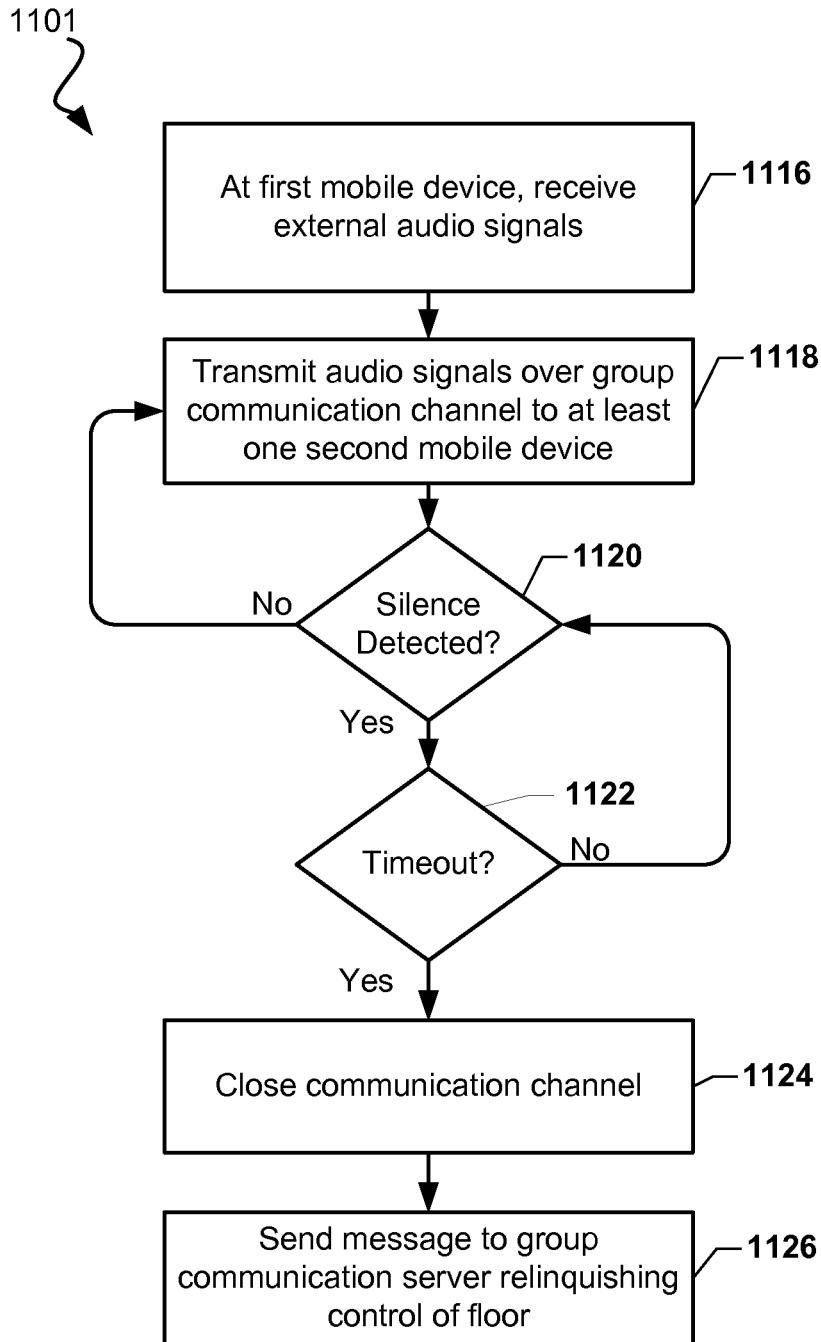 1101
At first mobile device, receive
external audio signals
1116
Transmit audio signals over group
communication channel to at least
one second mobile device
1118
Silence
Detected?
1120
No
Yes
Timeout?
1122
No
Yes
Close communication channel
1124
Send message to group
communication server relinquishing
control of floor
1126